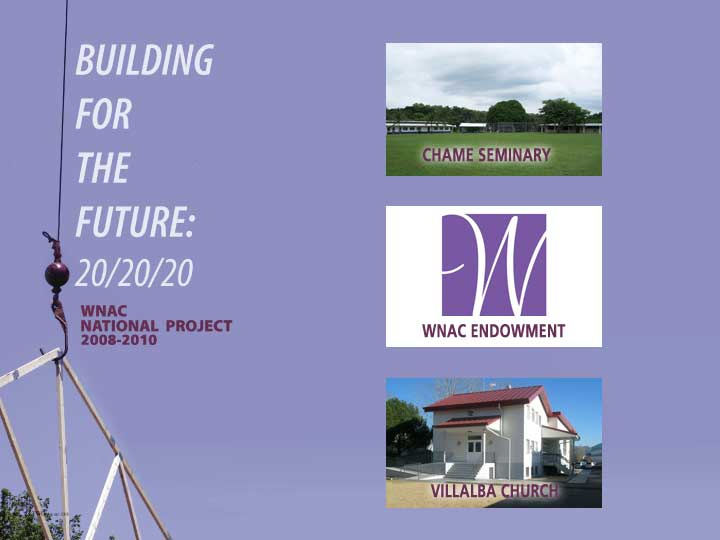 BUILDING
FOR
THE
FUTURE:
20/20/20
WNAC
NATIONAL PROJECT
2008-2010
CHAME SEMINARY
W
WNAC ENDOWMENT
VILLALBA CHURCH